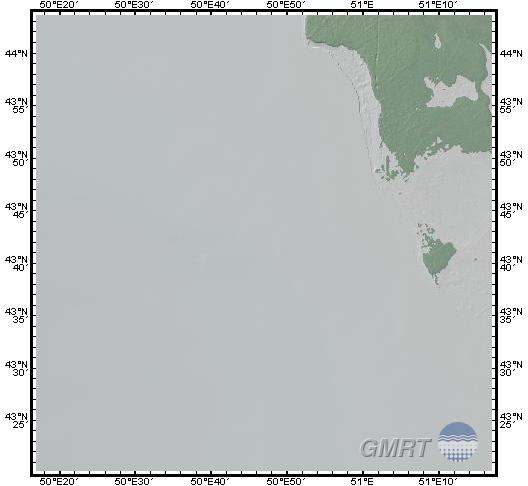 50°E20′ 50°E30′ 50°E40′ 50°E50′ 51°E 51°E10′
44°N 44°N
43°N 55′ 43°N 55′
43°N 50′ 43°N 50′
43°N 45′ 43°N 45′
43°N 40′ 43°N 40′
43°N 35′ 43°N 35′
43°N 30′ 43°N 30′
43°N 25′ 43°N 25′
GMRT
50°E20′ 50°E30′ 50°E40′ 50°E50′ 51°E 51°E10′